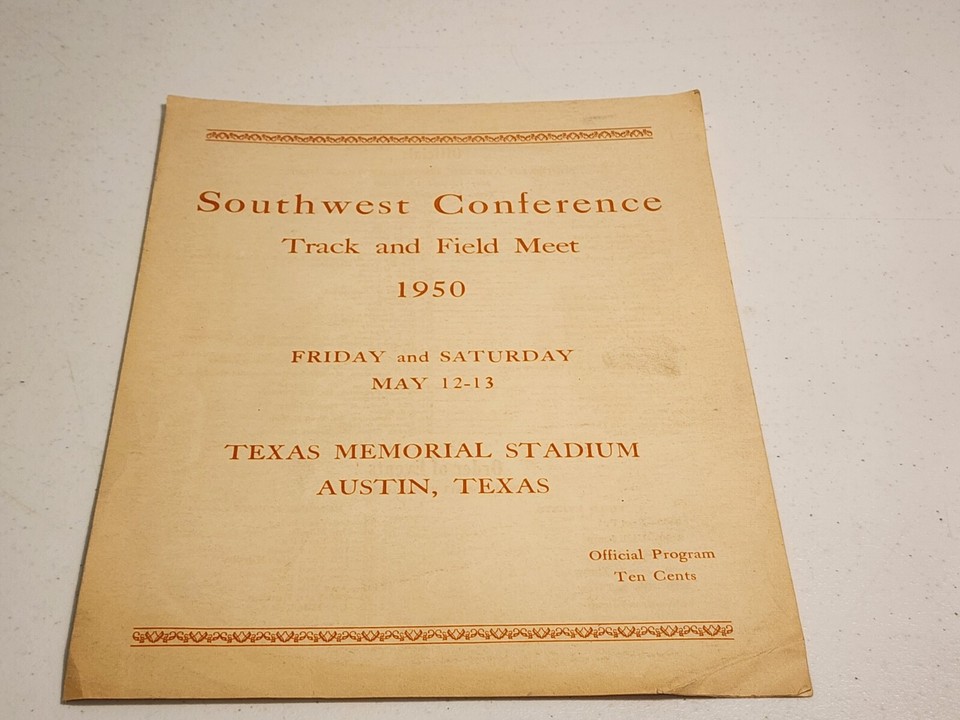 Southwest Conference
Track and Field Meet
1950
FRIDAY and SATURDAY
MAY 12-13
TEXAS MEMORIAL STADIUM
AUSTIN, TEXAS
Official Program
Ten Cents